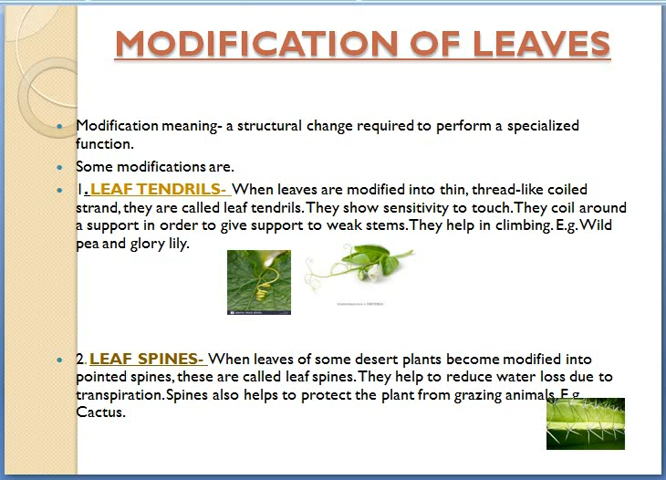 MODIFICATION OF LEAVES
Modification meaning- a structural change required to perform a specialized
function.
Some modifications are.
1. LEAF TENDRILS- When leaves are modified into thin, thread-like coiled
strand, they are called leaf tendrils. They show sensitivity to touch. They coil around
a support in order to give support to weak stems. They help in climbing. E.g. Wild
pea and glory lily.
2. LEAF SPINES- When leaves of some desert plants become modified into
pointed spines, these are called leaf spines. They help to reduce water loss due to
transpiration. Spines also helps to protect the plant from grazing animals. E.g.
Cactus.